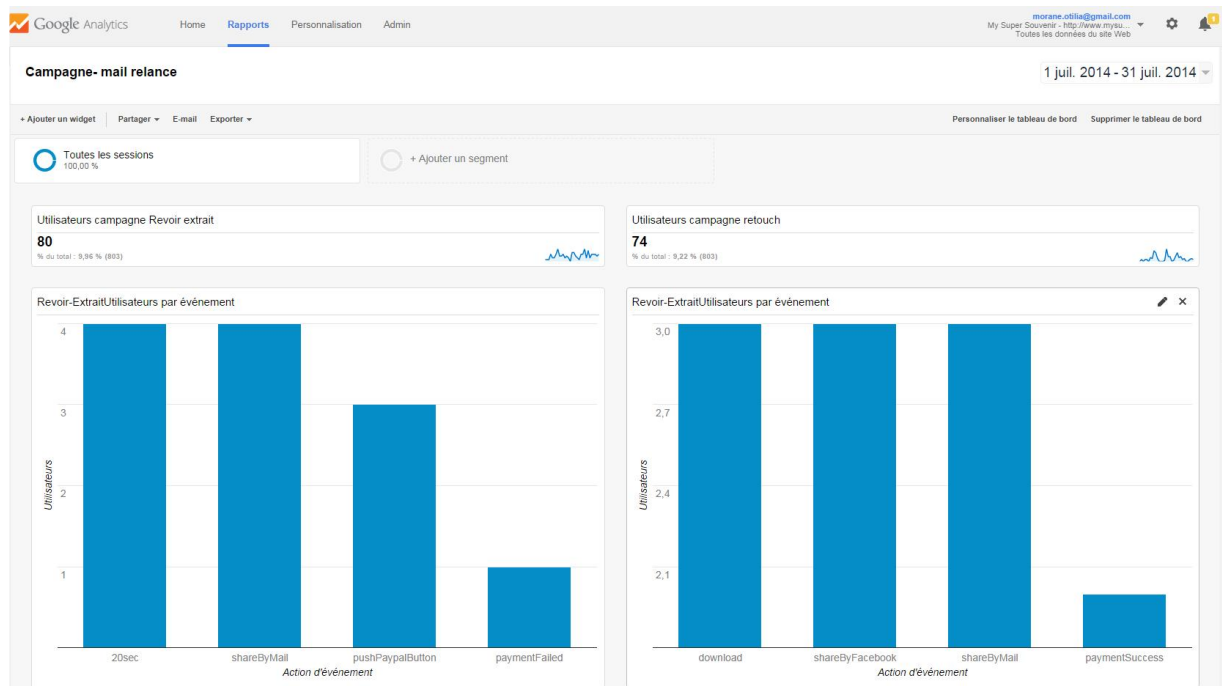 Google Analytics
Home Rapports Personnalisation Admin
morane.otilia@gmail.com
My Super Souvenir - http://www.mysu...
Toutes les données du site Web
1
Campagne- mail relance
1 juil. 2014 - 31 juil. 2014
+ Ajouter un widget Partager E-mail Exporter
Personnaliser le tableau de bord Supprimer le tableau de bord
Toutes les sessions
100,00 %
+ Ajouter un segment
Utilisateurs campagne Revoir extrait
80
% du total : 9,96 % (803)
Utilisateurs campagne retouch
74
% du total : 9,22 % (803)
Revoir-ExtraitUtilisateurs par événement
4
3
2
1
Utilisateurs
20sec shareByMail pushPaypalButton paymentFailed
Action d'événement
Revoir-ExtraitUtilisateurs par événement
3,0
2,7
2,4
2,1
Utilisateurs
download shareByFacebook shareByMail paymentSuccess
Action d'événement